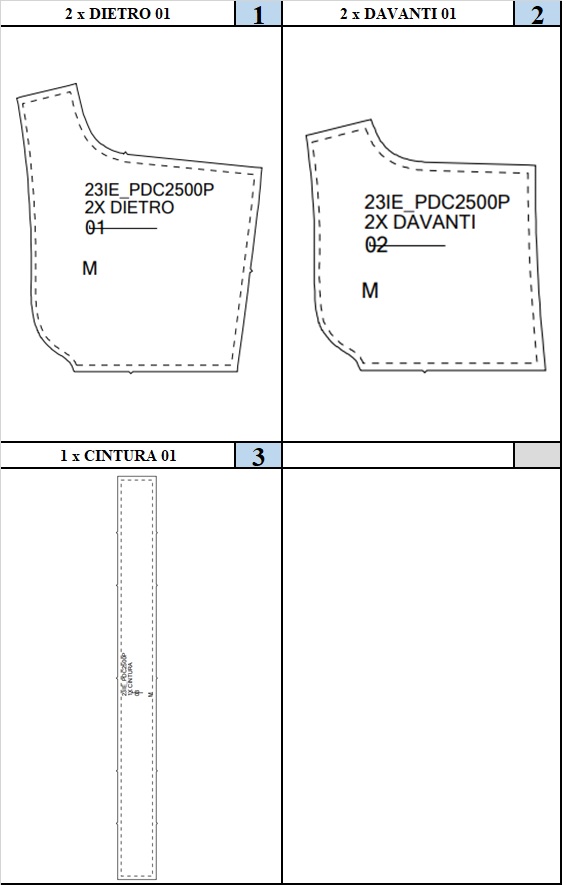 2 x DIETRO 01
1
2 x DAVANTI 01
2
23IE_PDC2500P
2X DIETRO
01
M
23IE_PDC2500P
2X DAVANTI
02
M
1 x CINTURA 01
3
23IE_PDC2500P
1X CINTURA
03
M